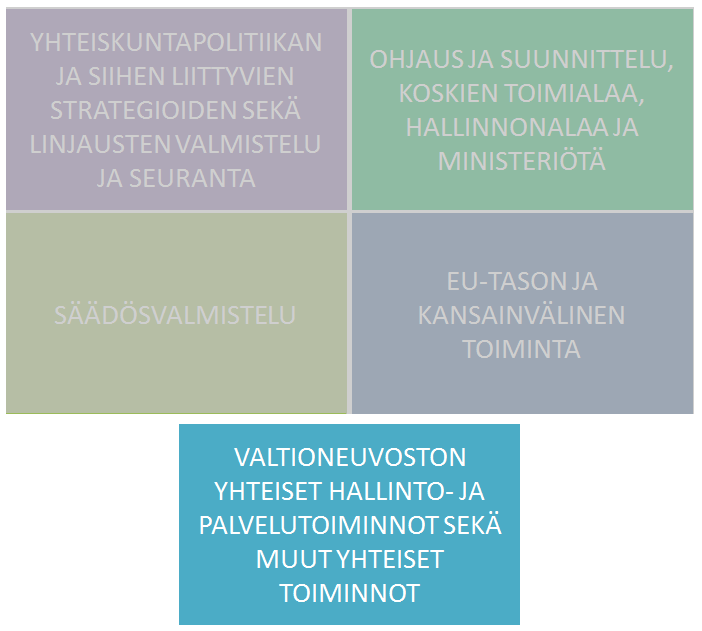 YHTEISKUNTAPOLITIIKAN
JA SIIHEN LIITTYVIEN
STRATEGIOIDEN SEKÄ
LINJAUSTEN VALMISTELU
JA SEURANTA
OHJAUS JA SUUNNITTELU,
KOSKIEN TOIMIALAA,
HALLINNONALAA JA
MINISTERIÖTÄ
SÄÄDÖSVALMISTELU
EU-TASON JA
KANSAINVÄLINEN
TOIMINTA
VALTIONEUVOSTON
YHTEISET HALLINTO- JA
PALVELUTOIMINNOT SEKÄ
MUUT YHTEISET
TOIMINNOT